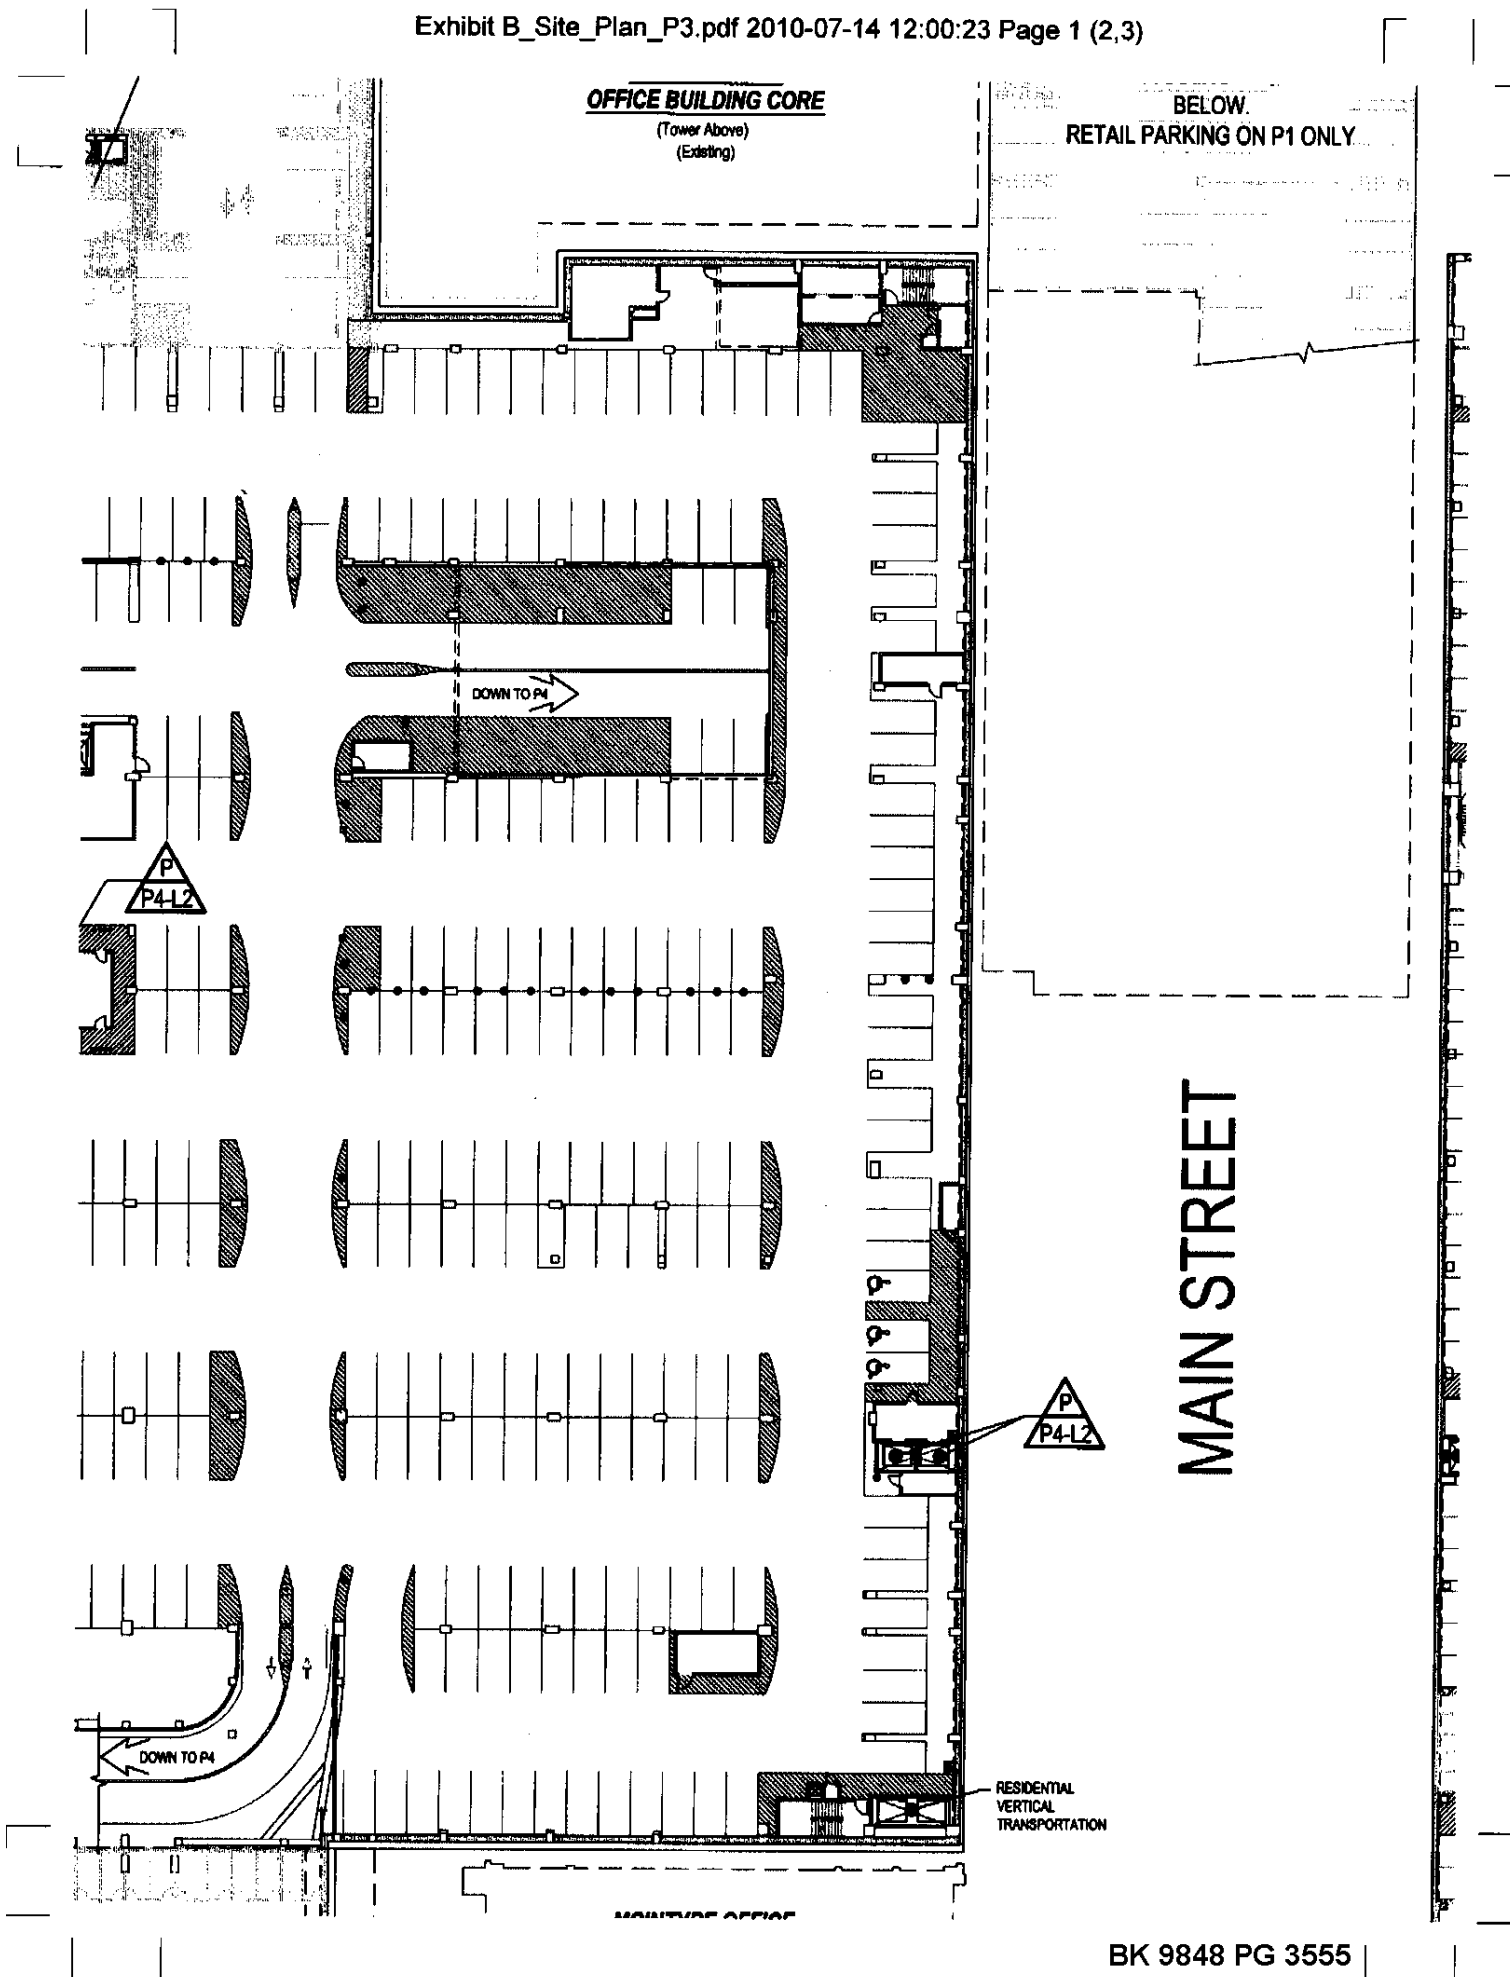 Exhibit B_Site_Plan_P3.pdf 2010-07-14 12:00:23 Page 1 (2,3)
OFFICE BUILDING CORE
(Tower Above)
(Existing)
BELOW.
RETAIL PARKING ON P1 ONLY
DOWN TO P4
P
P4-L2
MAIN STREET
P
P4-L2
DOWN TO P4
RESIDENTIAL
VERTICAL
TRANSPORTATION
MCINTYRE OFFICE
BK 9848 PG 3555